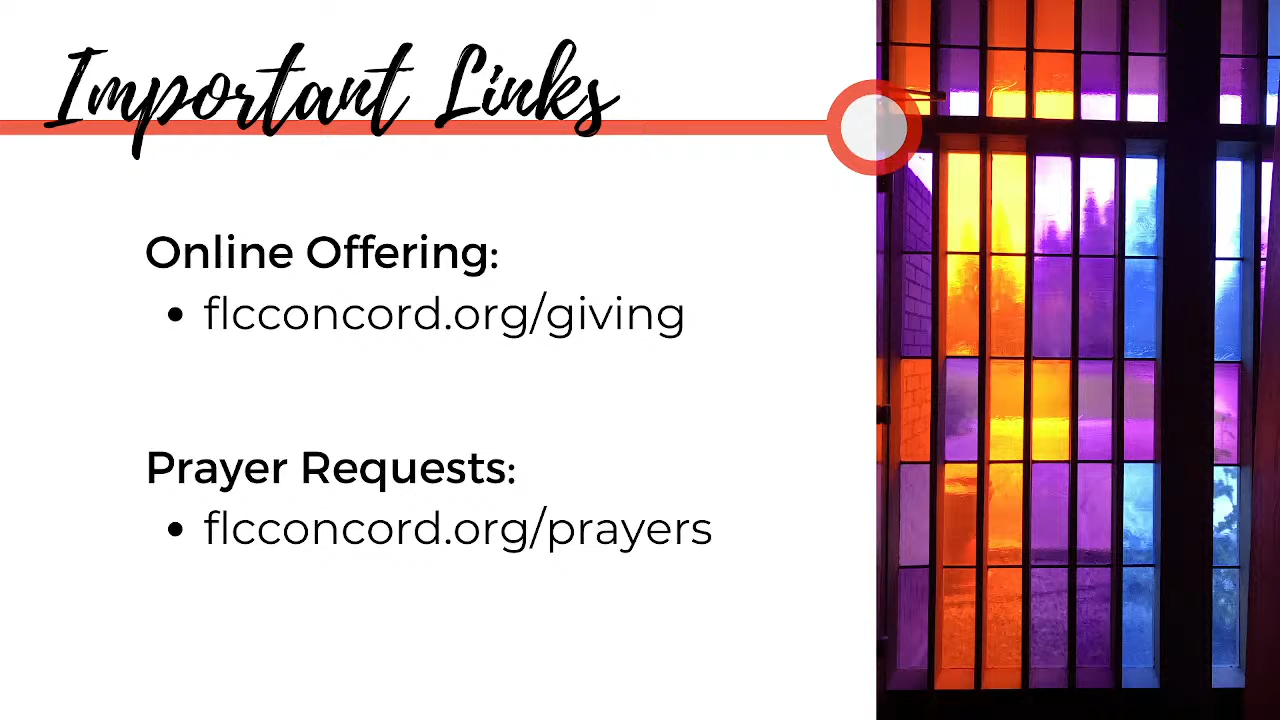 Important Links
Online Offering:
• flcconcord.org/giving
Prayer Requests:
• flcconcord.org/prayers